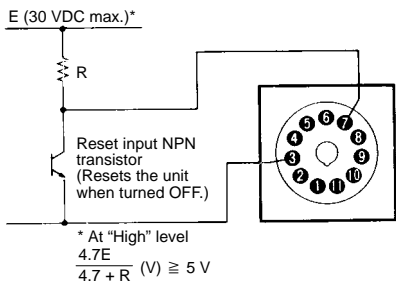 E (30 VDC max.)*
R
Reset input NPN
transistor
(Resets the unit
when turned OFF.)
6
5 7
4 8
3 9
2 10
1 11
* At “High” level
4.7E
4.7 + R (V) ≧ 5 V